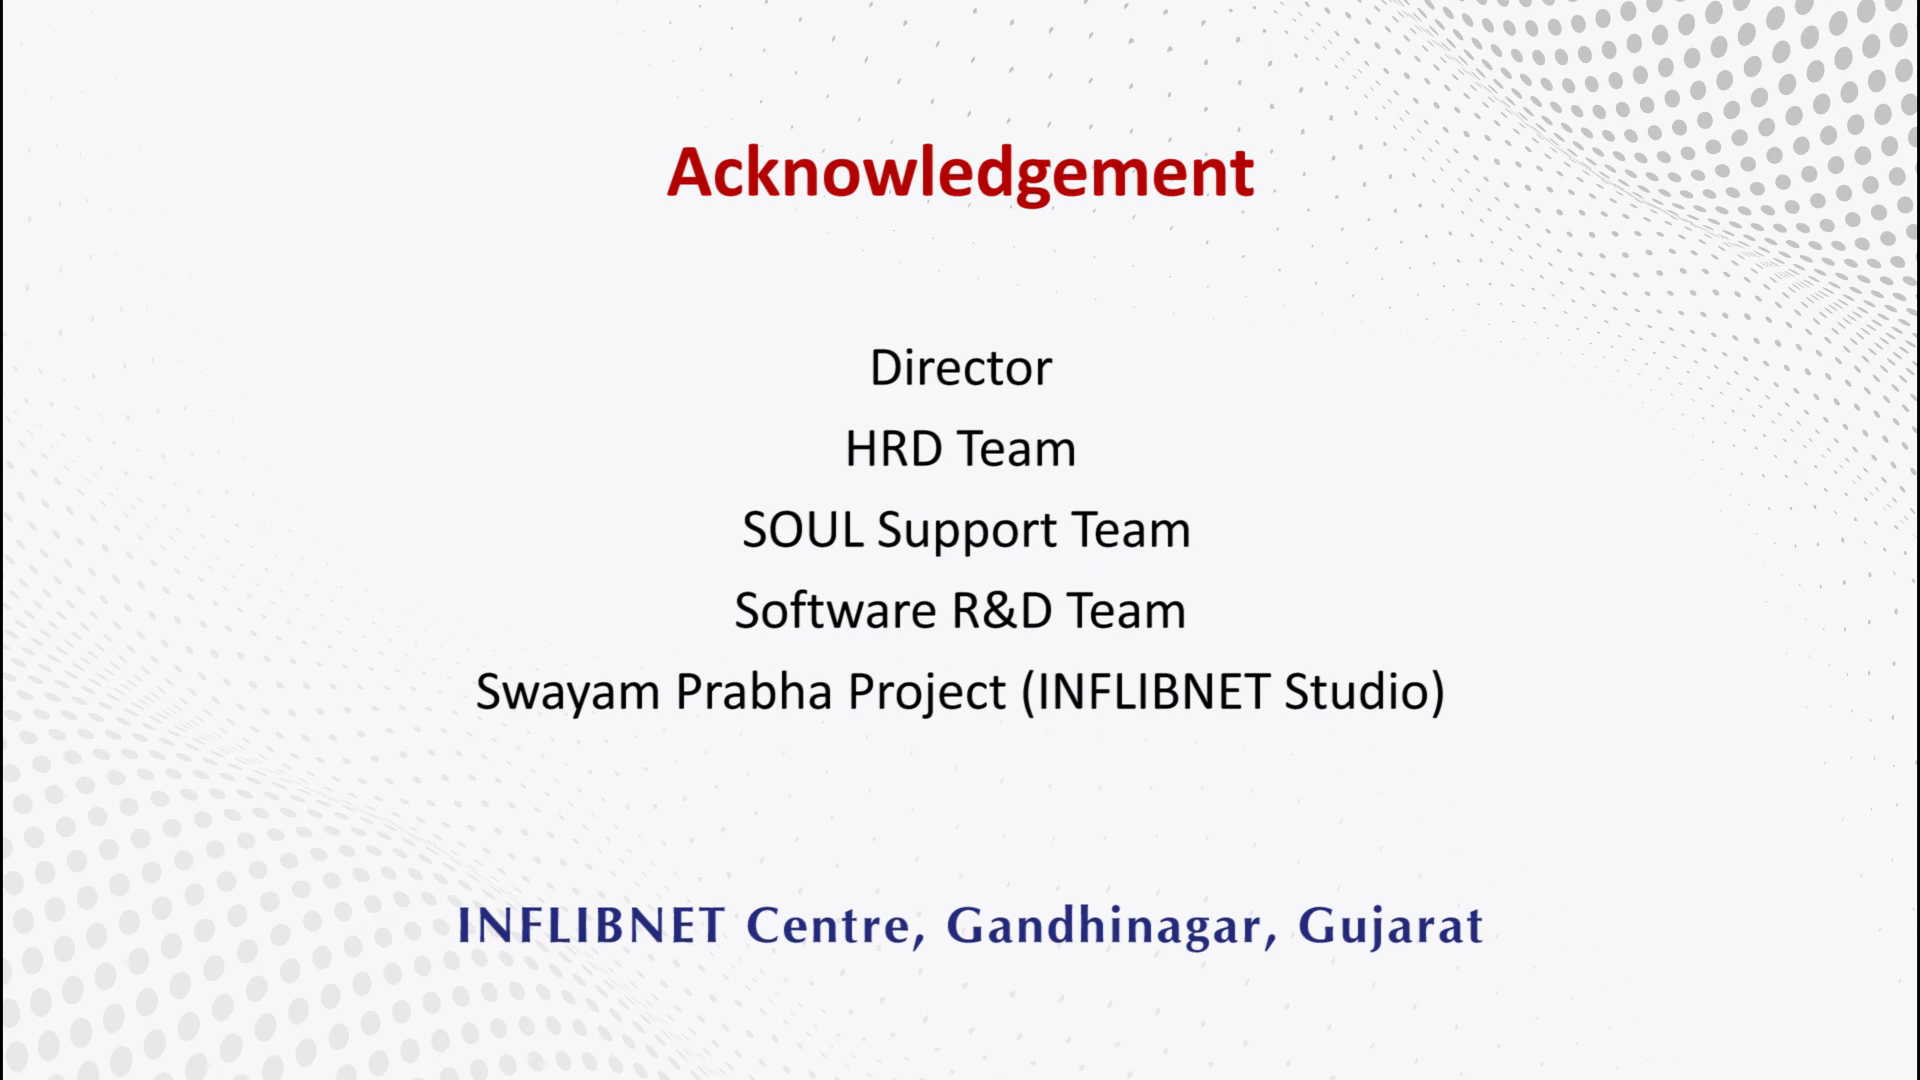 Acknowledgement
Director
HRD Team
SOUL Support Team
Software R&D Team
Swayam Prabha Project (INFLIBNET Studio)
INFLIBNET Centre, Gandhinagar, Gujarat